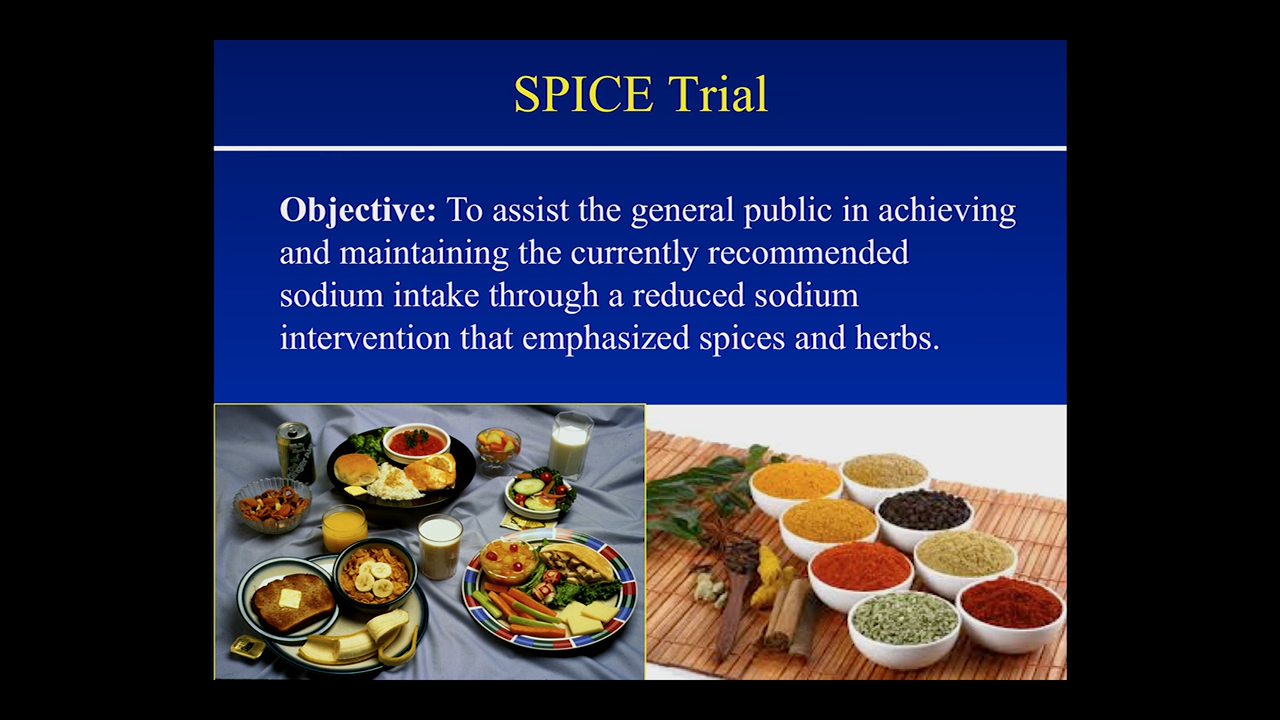 SPICE Trial
Objective: To assist the general public in achieving
and maintaining the currently recommended
sodium intake through a reduced sodium
intervention that emphasized spices and herbs.